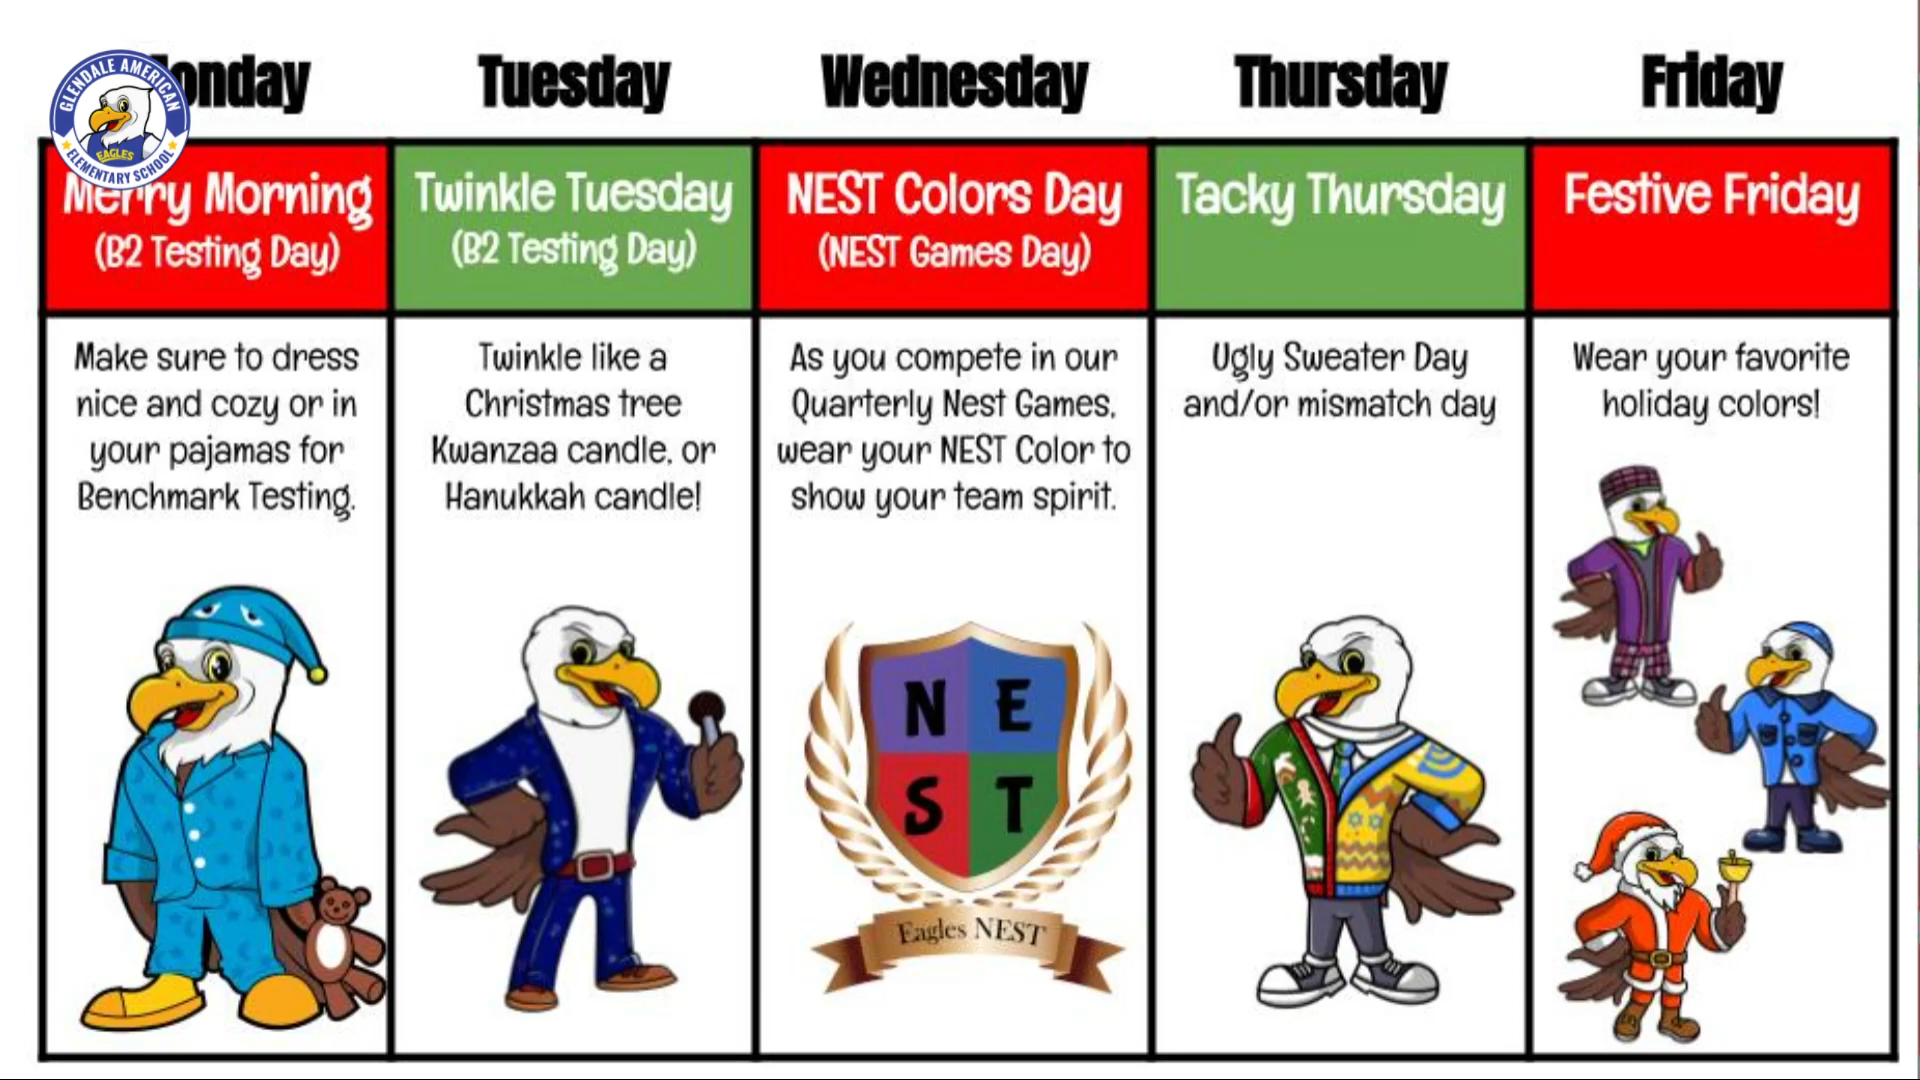 GLENDALE AMERICAN
EAGLES
ELEMENTARY SCHOOL
Monday
Tuesday
Wednesday
Thursday
Friday
Merry Morning
(B2 Testing Day)
Twinkle Tuesday
(B2 Testing Day)
NEST Colors Day
(NEST Games Day)
Tacky Thursday
Festive Friday
Make sure to dress
nice and cozy or in
your pajamas for
Benchmark Testing.
Twinkle like a
Christmas tree
Kwanzaa candle, or
Hanukkah candle!
As you compete in our
Quarterly Nest Games,
wear your NEST Color to
show your team spirit.
N E
S T
Eagles NEST
Ugly Sweater Day
and/or mismatch day
Wear your favorite
holiday colors!